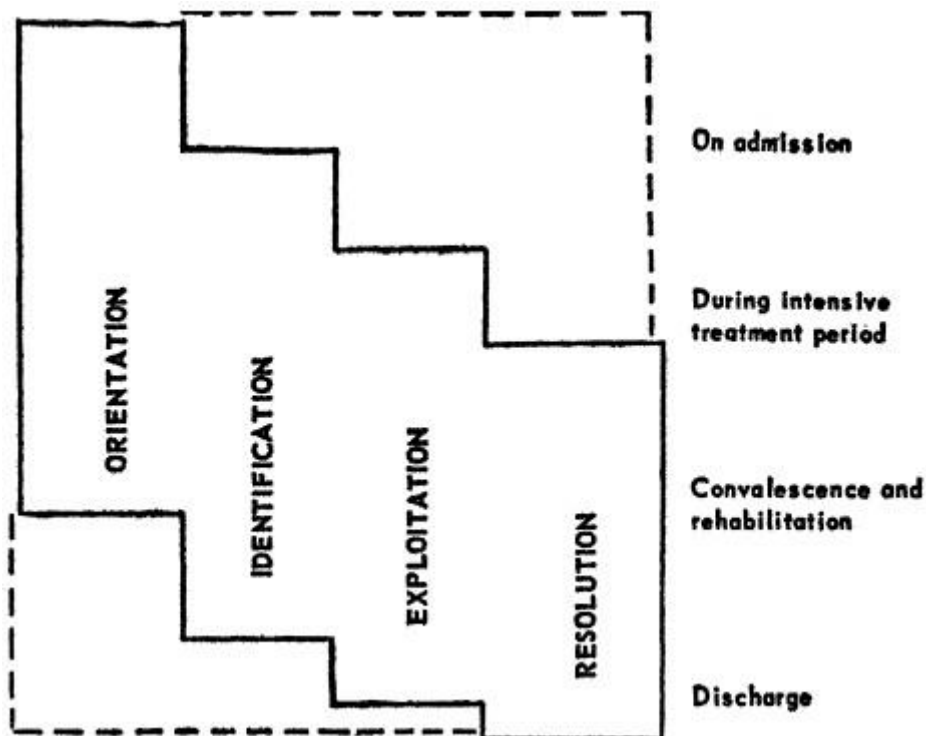 On admission
During intensive
treatment period
ORIENTATION
IDENTIFICATION
EXPLOITATION
RESOLUTION
Convalescence and
rehabilitation
Discharge